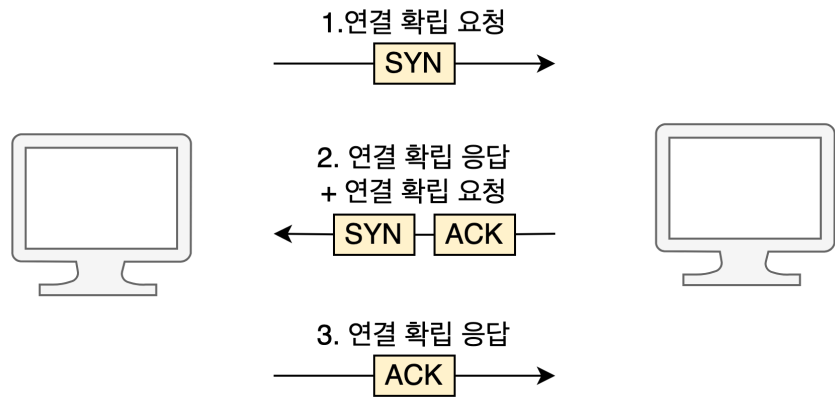 1.연결 확립 요청
SYN
2. 연결 확립 응답
+ 연결 확립 요청
SYN ACK
3. 연결 확립 응답
ACK